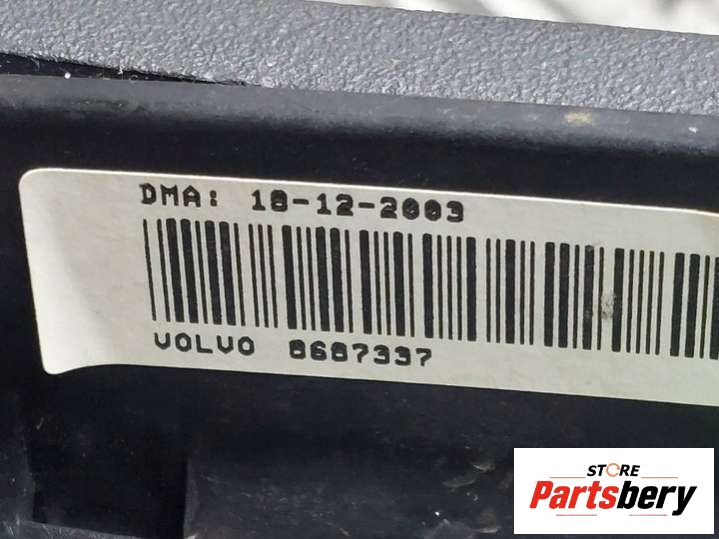 DMA: 18-12-2003
VOLVO 8687337
STORE
Partsbery